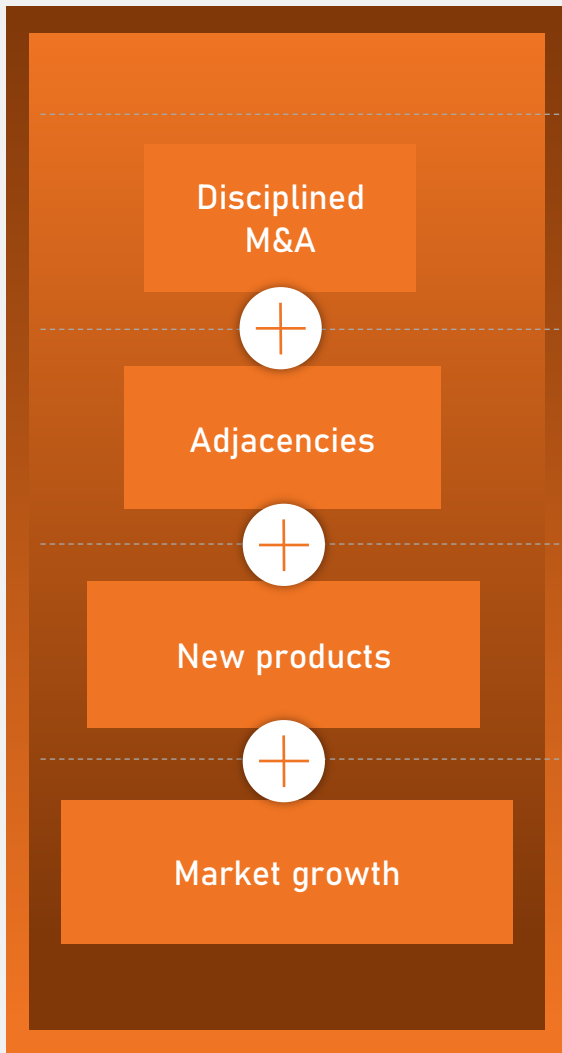 Disciplined
M&A
Adjacencies
New products
Market growth